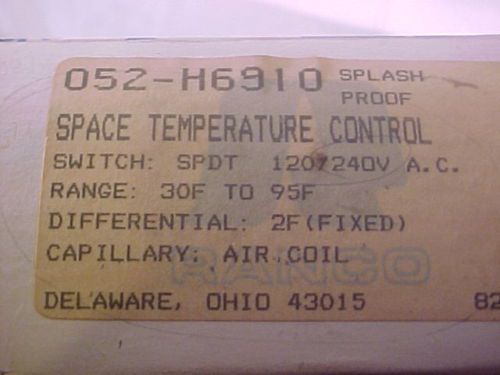 052-H6910 SPLASH PROOF
SPACE TEMPERATURE CONTROL
SWITCH: SPDT 120/240V A.C.
RANGE: 30F TO 95F
DIFFERENTIAL: 2F(FIXED)
CAPILLARY: AIR COIL
RANCO
DELAWARE, OHIO 43015 82